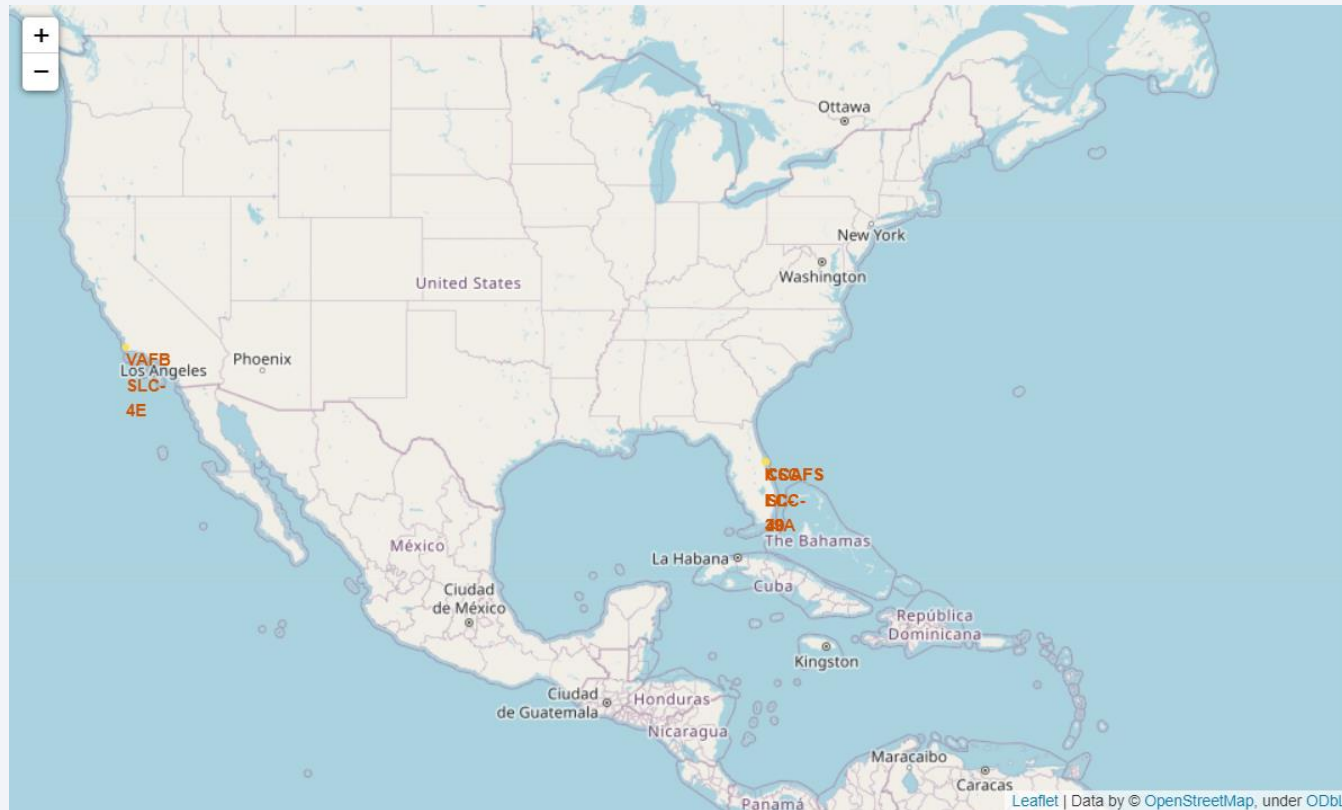 +
−
Ottawa
New York
Washington
United States
VAFB
Los Angeles
SLC-
4E
Phoenix
The Bahamas
La Habana
México
Cuba
Ciudad
de México
República
Dominicana
Kingston
Ciudad
de Guatemala
Honduras
Nicaragua
Maracaibo
Caracas
Panamá
Leaflet | Data by © OpenStreetMap, under ODbl